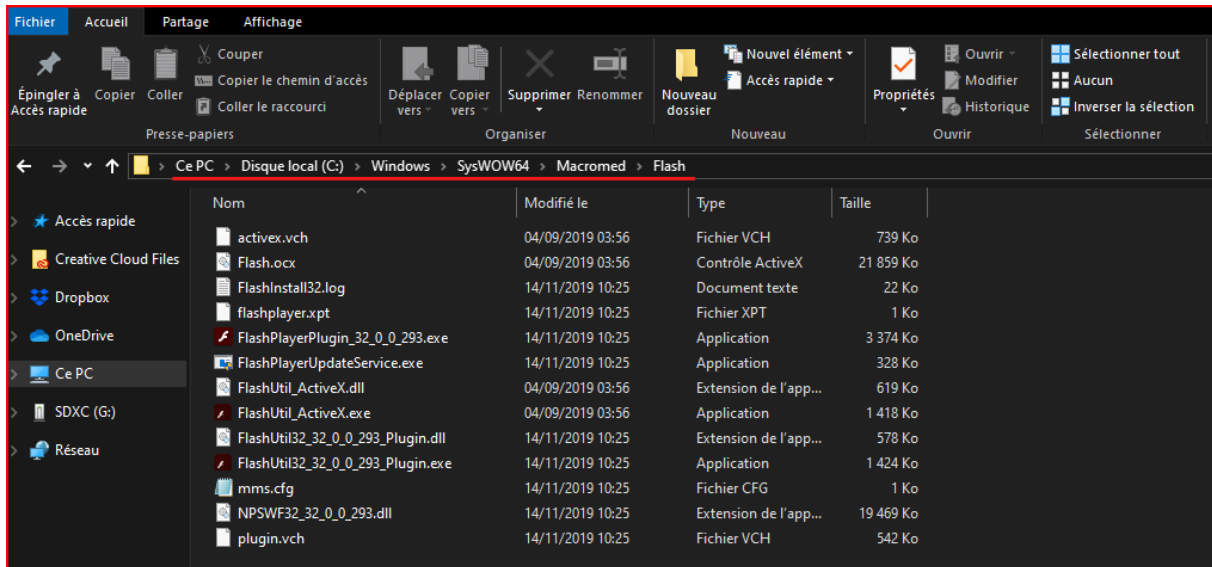 Fichier Accueil Partage Affichage
Épingler à Accès rapide Copier Coller Couper Copier le chemin d'accès Coller le raccourci Déplacer vers Copier vers Supprimer Renommer Nouveau dossier Nouvel élément Accès rapide Propriétés Ouvrir Modifier Historique Sélectionner tout Aucun Inverser la sélection
Presse-papiers Organiser Nouveau Ouvrir Sélectionner
Ce PC > Disque local (C:) > Windows > SysWOW64 > Macromed > Flash
Accès rapide
Creative Cloud Files
Dropbox
OneDrive
Ce PC
SDXC (G:)
Réseau
Nom Modifié le Type Taille
activex.vch 04/09/2019 03:56 Fichier VCH 739 Ko
Flash.ocx 04/09/2019 03:56 Contrôle ActiveX 21 859 Ko
FlashInstall32.log 14/11/2019 10:25 Document texte 22 Ko
flashplayer.xpt 14/11/2019 10:25 Fichier XPT 1 Ko
FlashPlayerPlugin_32_0_0_293.exe 14/11/2019 10:25 Application 3 374 Ko
FlashPlayerUpdateService.exe 14/11/2019 10:25 Application 328 Ko
FlashUtil_ActiveX.dll 04/09/2019 03:56 Extension de l'app... 619 Ko
FlashUtil_ActiveX.exe 04/09/2019 03:56 Application 1 418 Ko
FlashUtil32_32_0_0_293_Plugin.dll 14/11/2019 10:25 Extension de l'app... 578 Ko
FlashUtil32_32_0_0_293_Plugin.exe 14/11/2019 10:25 Application 1 424 Ko
mms.cfg 14/11/2019 10:25 Fichier CFG 1 Ko
NPSWF32_32_0_0_293.dll 14/11/2019 10:25 Extension de l'app... 19 469 Ko
plugin.vch 14/11/2019 10:25 Fichier VCH 542 Ko